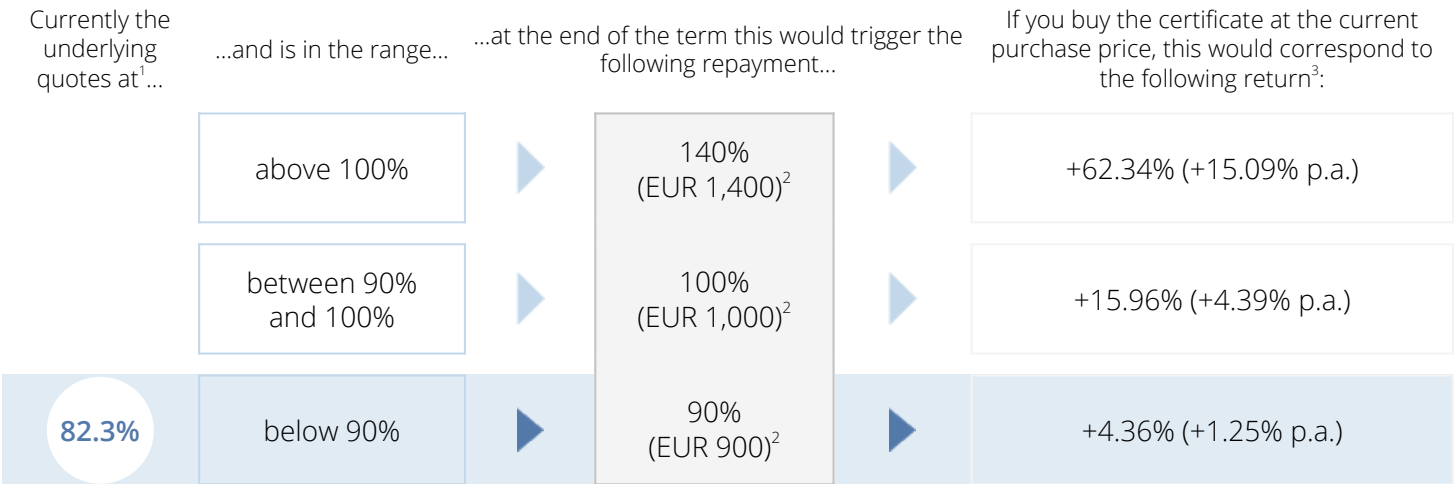 Currently the
underlying
quotes at¹...
...and is in the range...
...at the end of the term this would trigger the
following repayment...
If you buy the certificate at the current
purchase price, this would correspond to
the following return³:
above 100%
140%
(EUR 1,400)²
+62.34% (+15.09% p.a.)
between 90%
and 100%
100%
(EUR 1,000)²
+15.96% (+4.39% p.a.)
82.3%
below 90%
90%
(EUR 900)²
+4.36% (+1.25% p.a.)